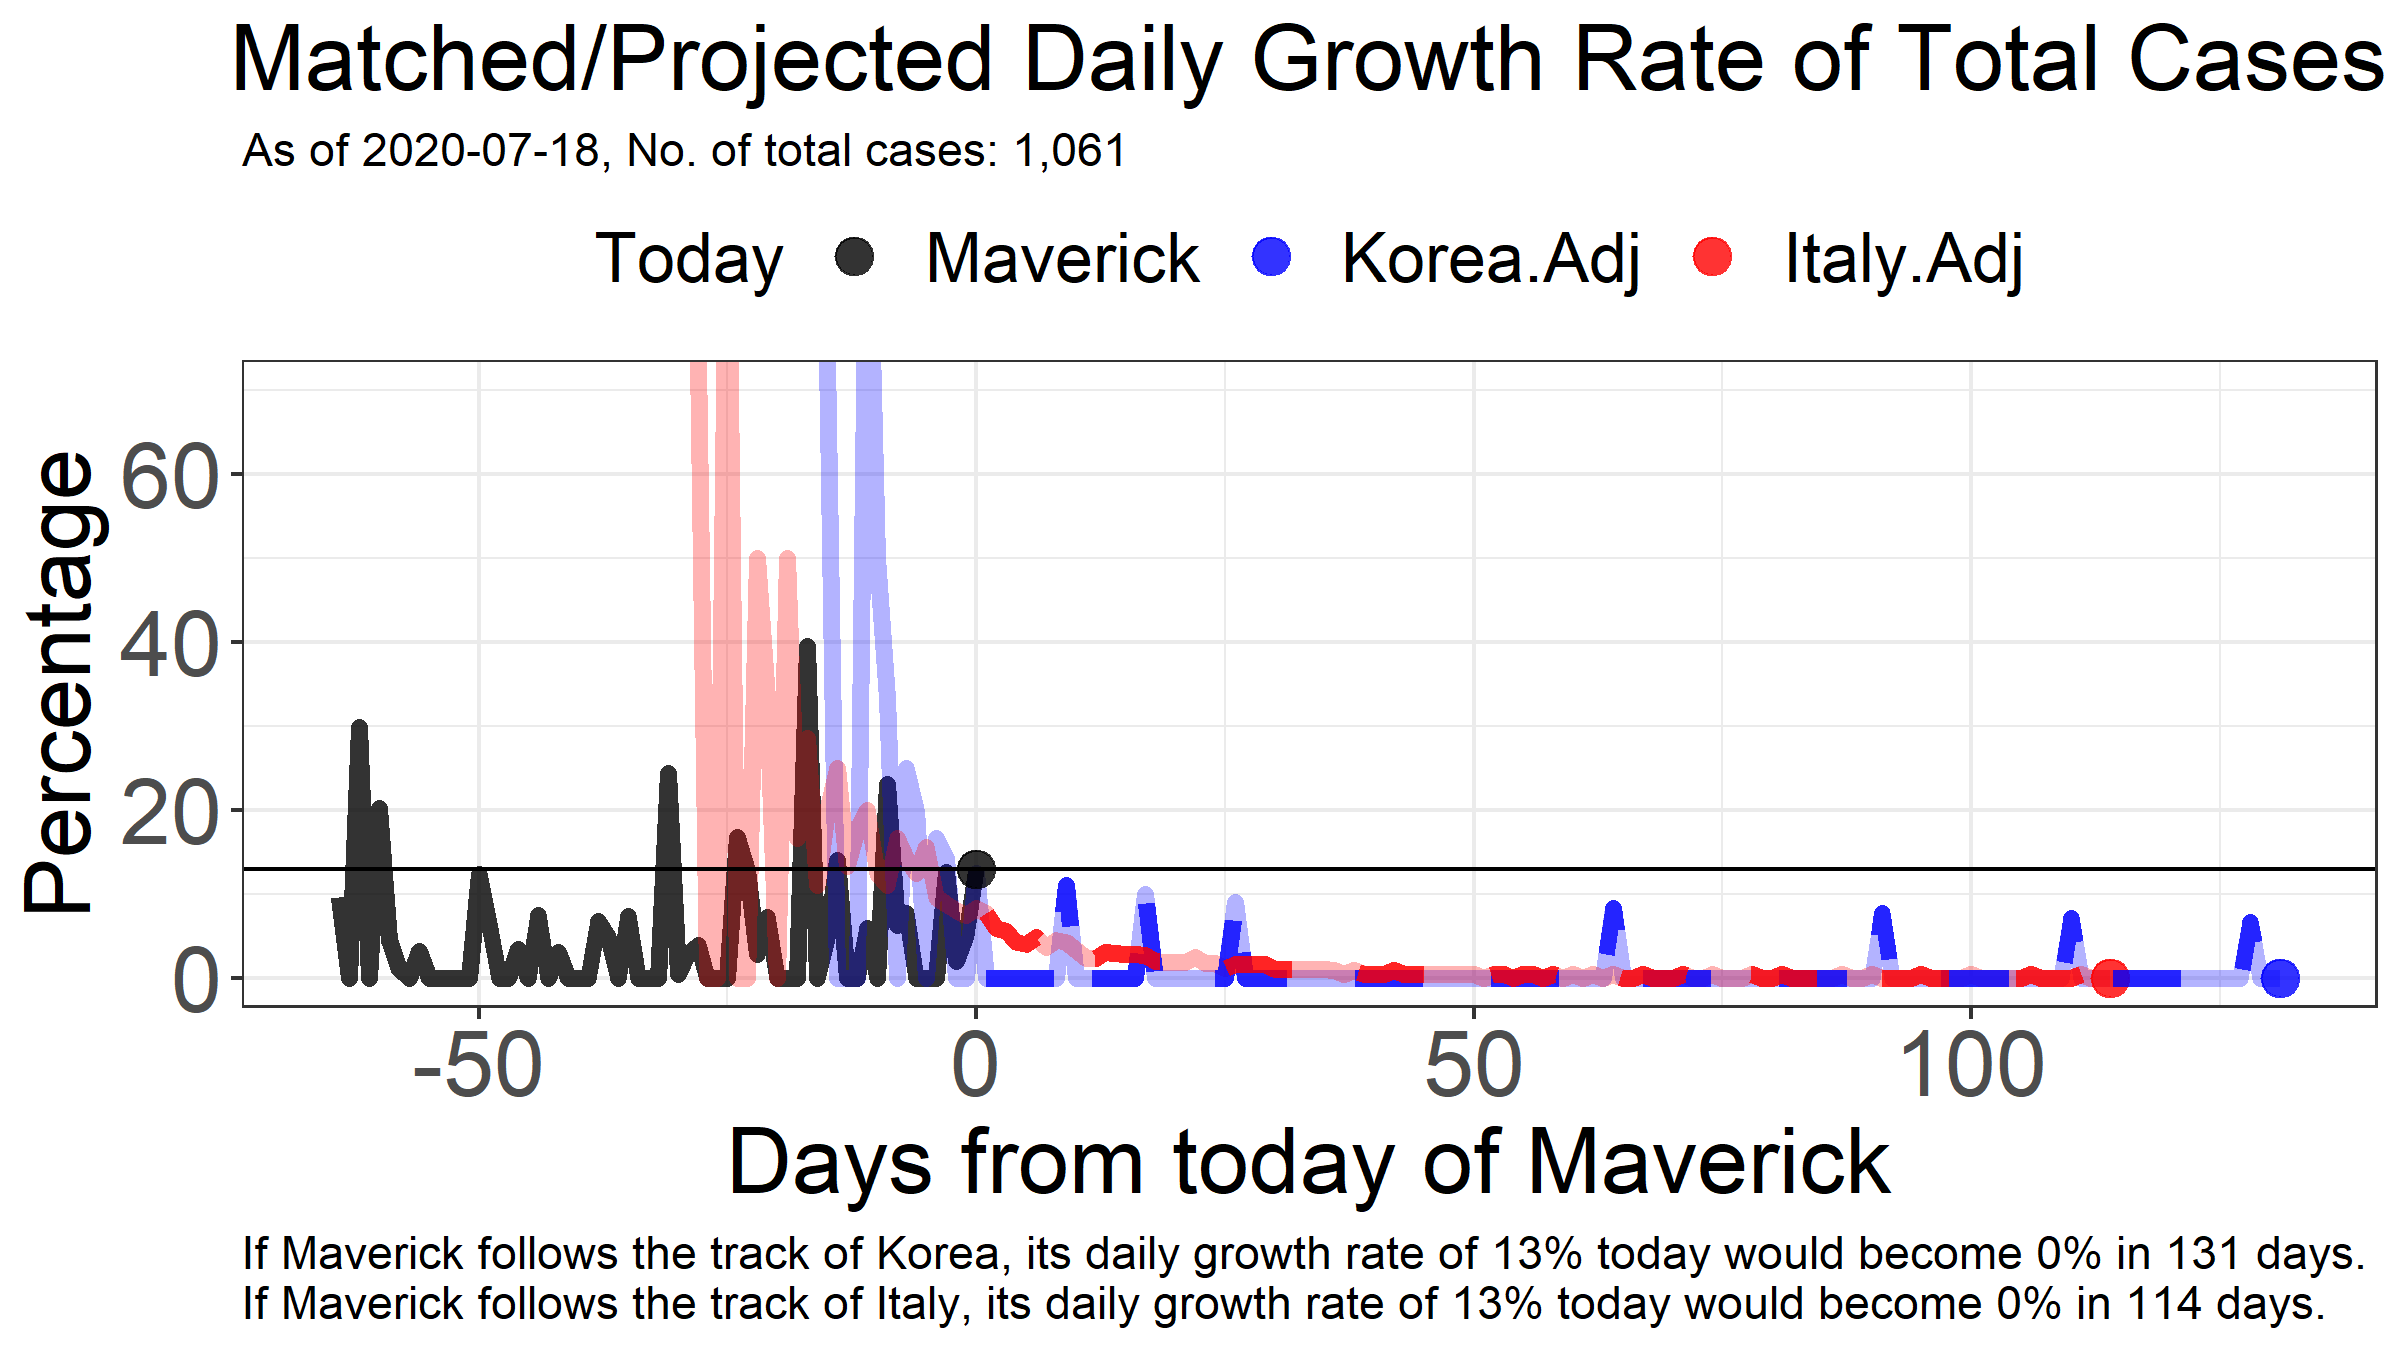 Matched/Projected Daily Growth Rate of Total Cases
As of 2020-07-18, No. of total cases: 1,061
Today Maverick Korea.Adj Italy.Adj
Percentage
60
40
20
0
-50 0 50 100
Days from today of Maverick
If Maverick follows the track of Korea, its daily growth rate of 13% today would become 0% in 131 days.
If Maverick follows the track of Italy, its daily growth rate of 13% today would become 0% in 114 days.